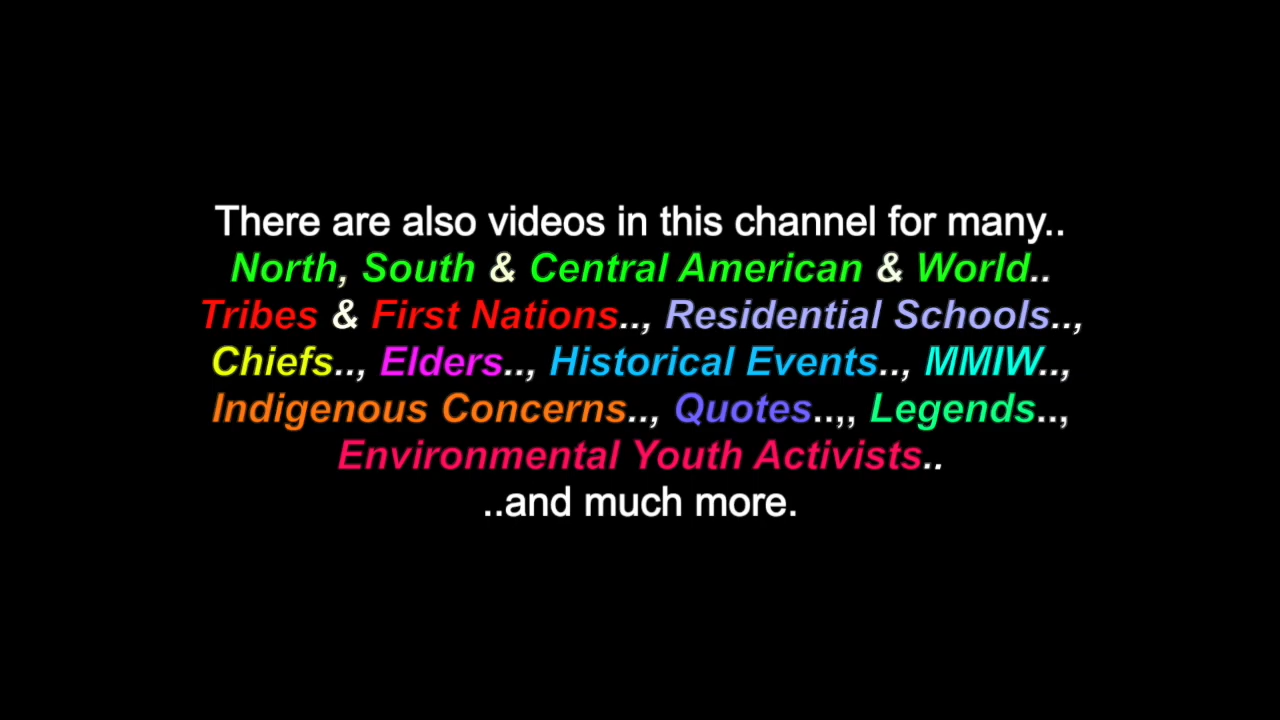 There are also videos in this channel for many..
North, South & Central American & World..
Tribes & First Nations.., Residential Schools..,
Chiefs.., Elders.., Historical Events.., MMIW..,
Indigenous Concerns.., Quotes..,, Legends..,
Environmental Youth Activists..
..and much more.